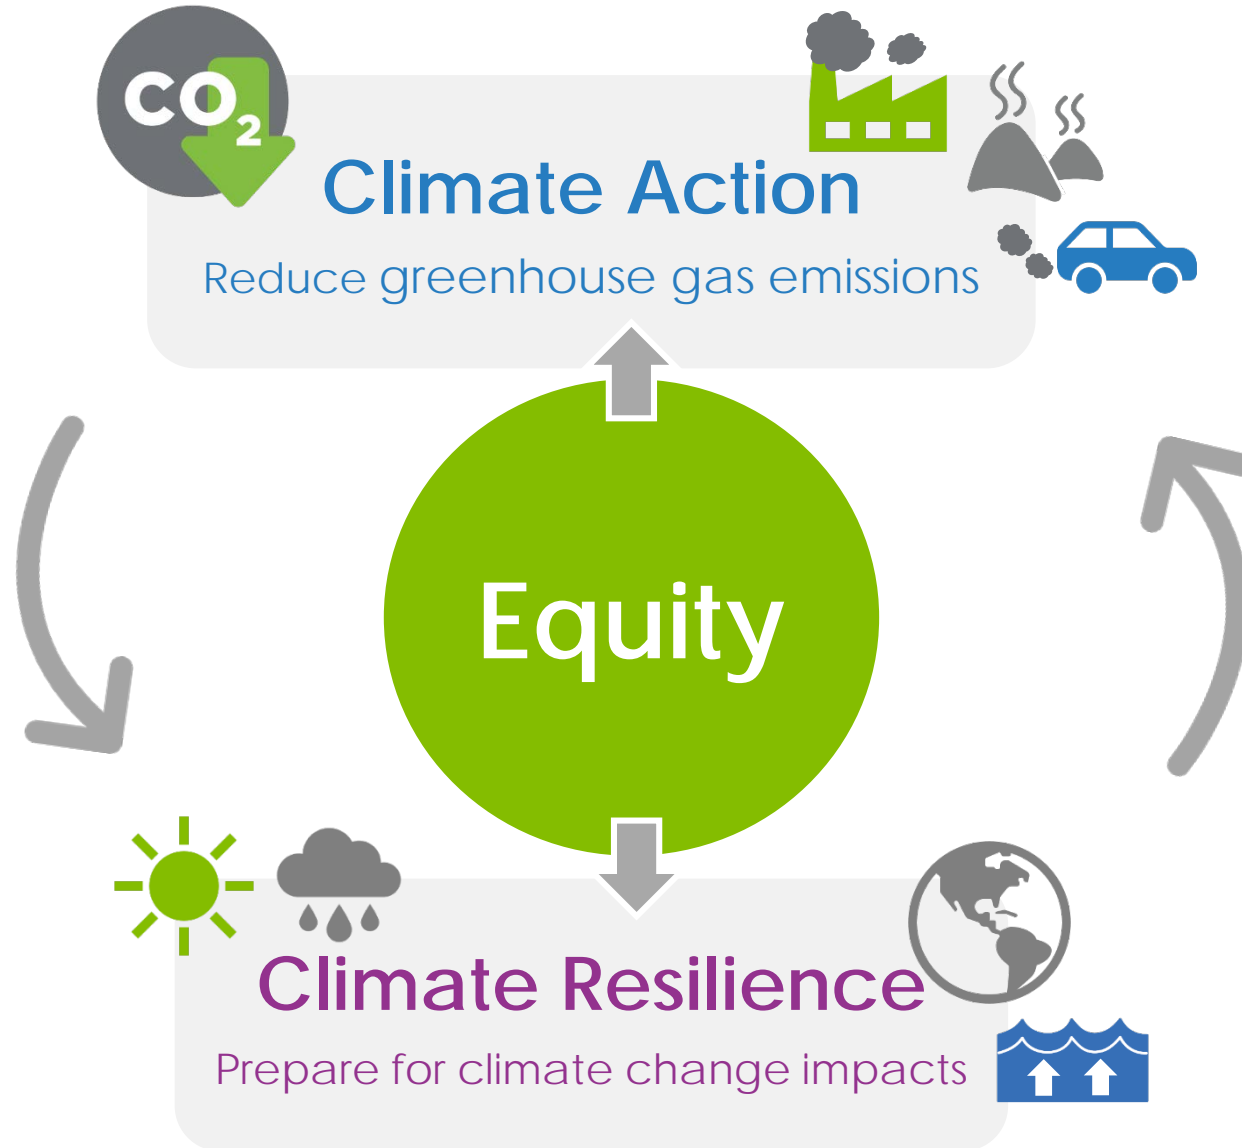 CO2
Climate Action
Reduce greenhouse gas emissions
Equity
Climate Resilience
Prepare for climate change impacts